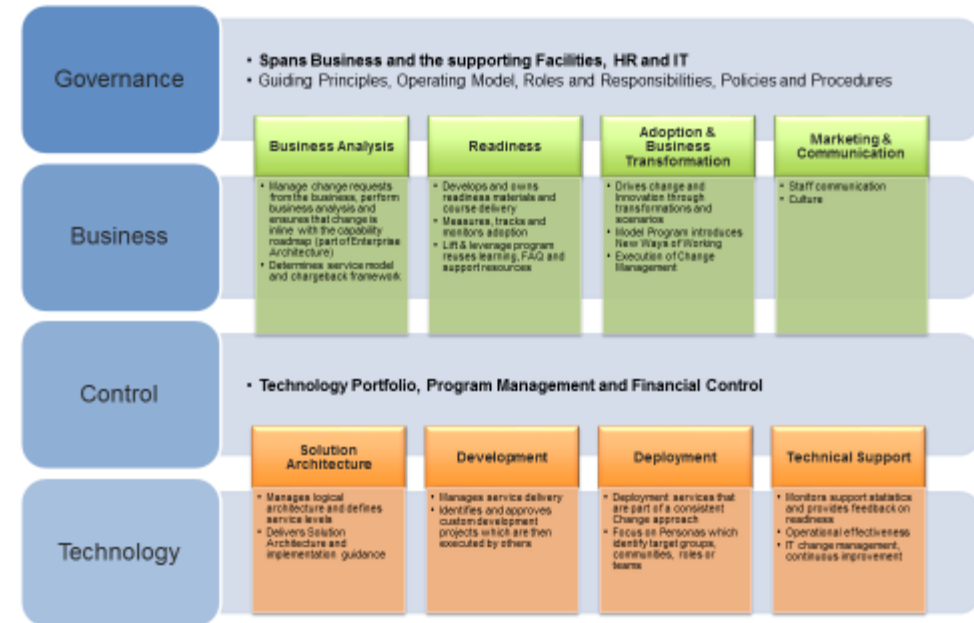 Governance
• Spans Business and the supporting Facilities, HR and IT
• Guiding Principles, Operating Model, Roles and Responsibilities, Policies and Procedures
Business
Business Analysis
• Manage change requests
from the business, perform
business analysis and
ensures that change is
inline with the capability
roadmap (part of Enterprise
Architecture)
• Determines service model
and chargeback framework
Readiness
• Develops and owns
readiness materials and
course delivery
• Measures, tracks and
monitors adoption
• Lift & leverage program
reuses learning, FAQ and
support resources
Adoption &
Business
Transformation
• Drives change and
Innovation through
transformations and
scenarios
• Model Program introduces
New Ways of Working
• Execution of Change
Management
Marketing &
Communication
• Staff communication
• Culture
Control
• Technology Portfolio, Program Management and Financial Control
Technology
Solution
Architecture
• Manages logical
architecture and defines
service levels
• Delivers Solution
Architecture and
implementation guidance
Development
• Manages service delivery
• Identifies and approves
custom development
projects which are then
executed by others
Deployment
• Deployment services that
are part of a consistent
Change approach
• Focus on Personas which
identify target groups,
communities, roles or
teams
Technical Support
• Monitors support statistics
and provides feedback on
readiness
• Operational effectiveness
• IT change management,
continuous improvement